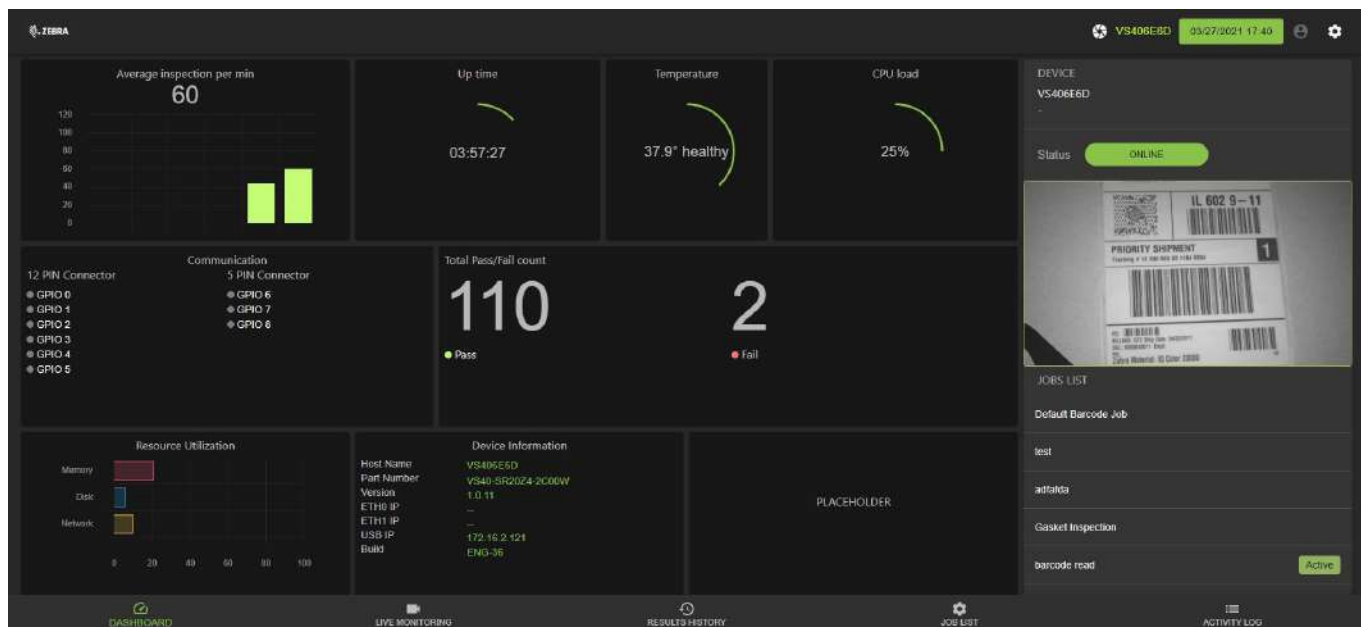 ZEBRA
VS406E6D
03/27/2021 17:40
Average inspection per min
60
120
100
80
60
40
20
0
Up time
03:57:27
Temperature
37.9° healthy
CPU load
25%
DEVICE
VS406E6D
-
Status
ONLINE
IL 602 9-11
PRIORITY SHIPMENT
1
Communication
12 PIN Connector
5 PIN Connector
GPIO 0
GPIO 6
GPIO 1
GPIO 7
GPIO 2
GPIO 8
GPIO 3
GPIO 4
GPIO 5
Total Pass/Fail count
110
2
Pass
Fail
JOBS LIST
Default Barcode Job
test
adfafda
Gasket Inspection
barcode read
Active
Resource Utilization
Memory
Disk
Network
0 20 40 60 80 100
Device Information
Host Name VS406E6D
Part Number VS40-SR20Z4-2C00W
Version 1.0.11
ETH0 IP --
ETH1 IP --
USB IP 172.16.2.121
Build ENG-36
PLACEHOLDER
DASHBOARD
LIVE MONITORING
RESULTS HISTORY
JOB LIST
ACTIVITY LOG